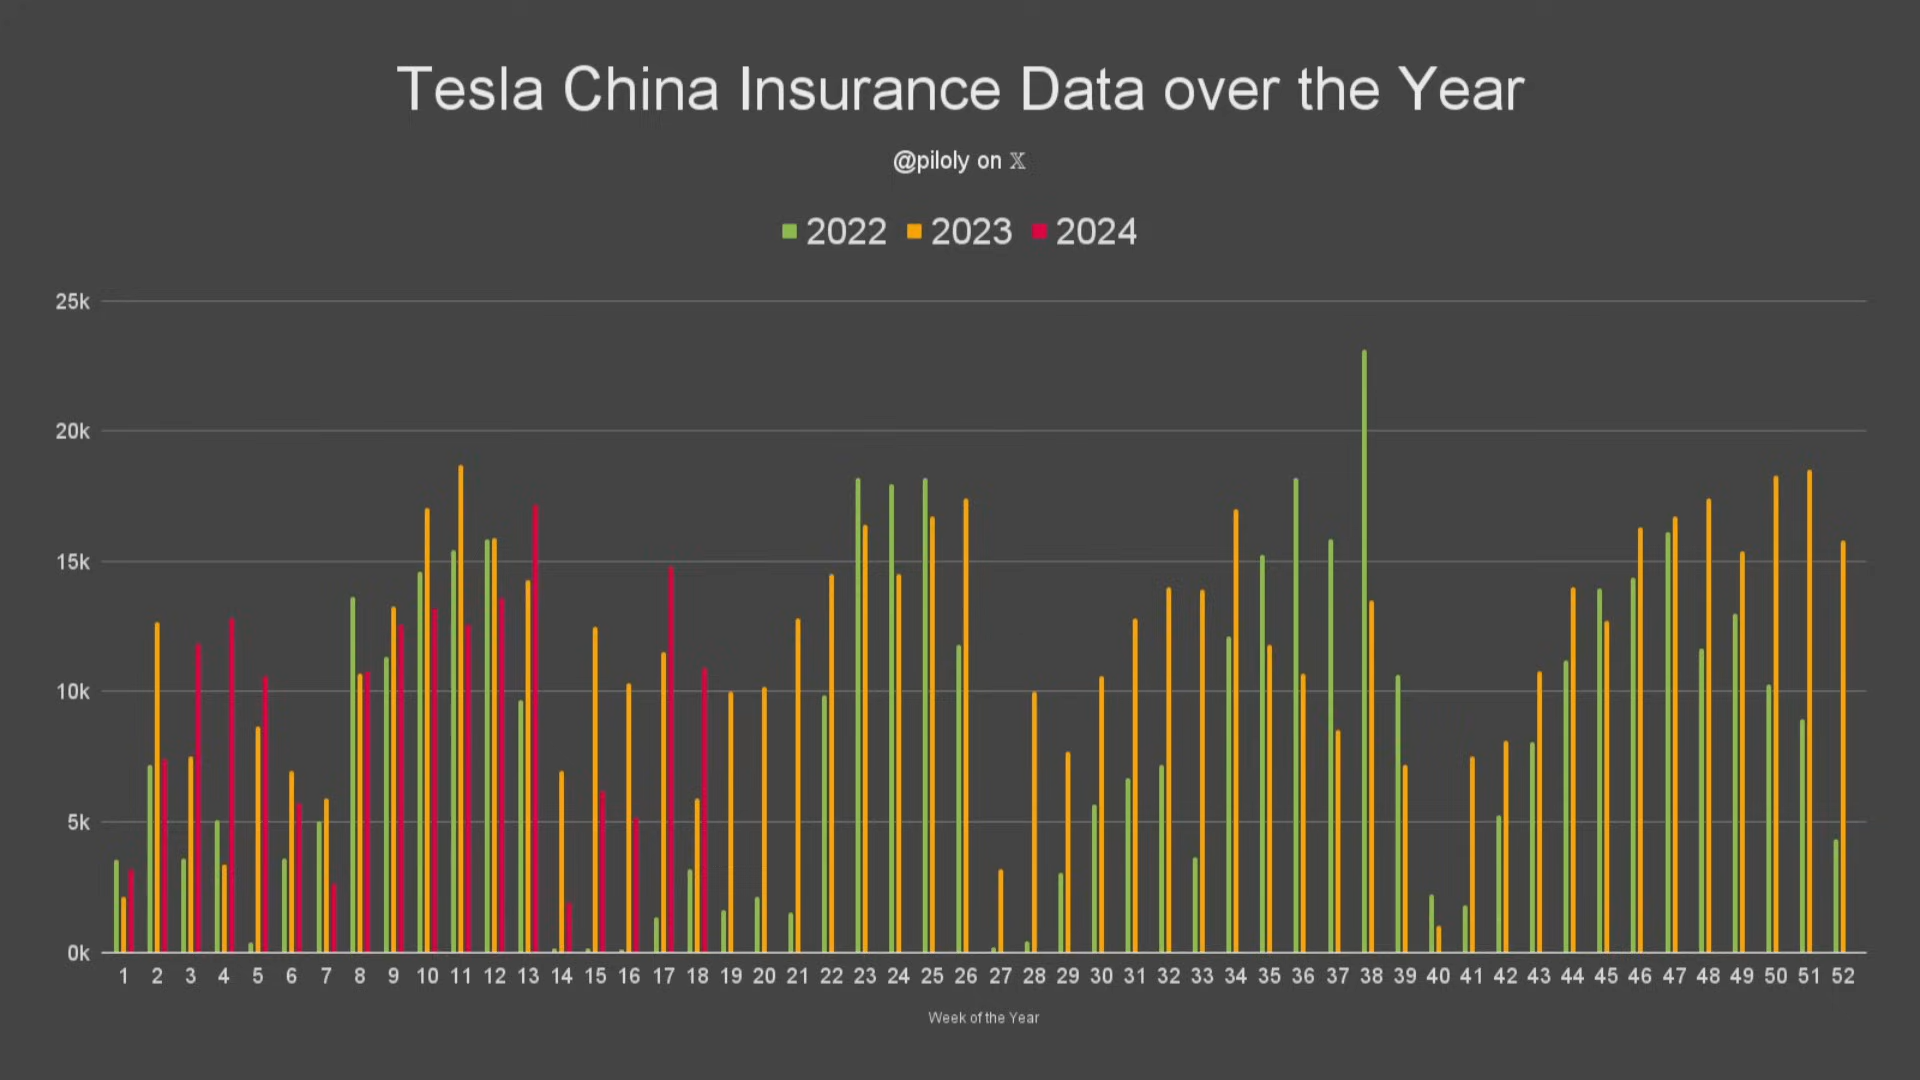 Tesla China Insurance Data over the Year
@piloly on 𝕏
2022 2023 2024
25k
20k
15k
10k
5k
0k
1 2 3 4 5 6 7 8 9 10 11 12 13 14 15 16 17 18 19 20 21 22 23 24 25 26 27 28 29 30 31 32 33 34 35 36 37 38 39 40 41 42 43 44 45 46 47 48 49 50 51 52
Week of the Year